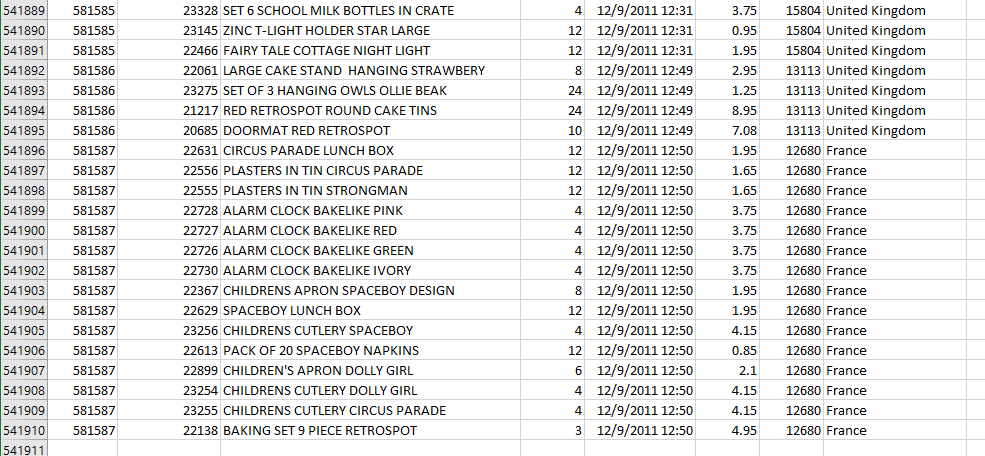 541889 581585 23328 SET 6 SCHOOL MILK BOTTLES IN CRATE 4 12/9/2011 12:31 3.75 15804 United Kingdom
541890 581585 23145 ZINC T-LIGHT HOLDER STAR LARGE 12 12/9/2011 12:31 0.95 15804 United Kingdom
541891 581585 22466 FAIRY TALE COTTAGE NIGHT LIGHT 12 12/9/2011 12:31 1.95 15804 United Kingdom
541892 581586 22061 LARGE CAKE STAND  HANGING STRAWBERY 8 12/9/2011 12:49 2.95 13113 United Kingdom
541893 581586 23275 SET OF 3 HANGING OWLS OLLIE BEAK 24 12/9/2011 12:49 1.25 13113 United Kingdom
541894 581586 21217 RED RETROSPOT ROUND CAKE TINS 24 12/9/2011 12:49 8.95 13113 United Kingdom
541895 581586 20685 DOORMAT RED RETROSPOT 10 12/9/2011 12:49 7.08 13113 United Kingdom
541896 581587 22631 CIRCUS PARADE LUNCH BOX 12 12/9/2011 12:50 1.95 12680 France
541897 581587 22556 PLASTERS IN TIN CIRCUS PARADE 12 12/9/2011 12:50 1.65 12680 France
541898 581587 22555 PLASTERS IN TIN STRONGMAN 12 12/9/2011 12:50 1.65 12680 France
541899 581587 22728 ALARM CLOCK BAKELIKE PINK 4 12/9/2011 12:50 3.75 12680 France
541900 581587 22727 ALARM CLOCK BAKELIKE RED 4 12/9/2011 12:50 3.75 12680 France
541901 581587 22726 ALARM CLOCK BAKELIKE GREEN 4 12/9/2011 12:50 3.75 12680 France
541902 581587 22730 ALARM CLOCK BAKELIKE IVORY 4 12/9/2011 12:50 3.75 12680 France
541903 581587 22367 CHILDRENS APRON SPACEBOY DESIGN 8 12/9/2011 12:50 1.95 12680 France
541904 581587 22629 SPACEBOY LUNCH BOX 12 12/9/2011 12:50 1.95 12680 France
541905 581587 23256 CHILDRENS CUTLERY SPACEBOY 4 12/9/2011 12:50 4.15 12680 France
541906 581587 22613 PACK OF 20 SPACEBOY NAPKINS 12 12/9/2011 12:50 0.85 12680 France
541907 581587 22899 CHILDREN'S APRON DOLLY GIRL 6 12/9/2011 12:50 2.1 12680 France
541908 581587 23254 CHILDRENS CUTLERY DOLLY GIRL 4 12/9/2011 12:50 4.15 12680 France
541909 581587 23255 CHILDRENS CUTLERY CIRCUS PARADE 4 12/9/2011 12:50 4.15 12680 France
541910 581587 22138 BAKING SET 9 PIECE RETROSPOT 3 12/9/2011 12:50 4.95 12680 France
541911